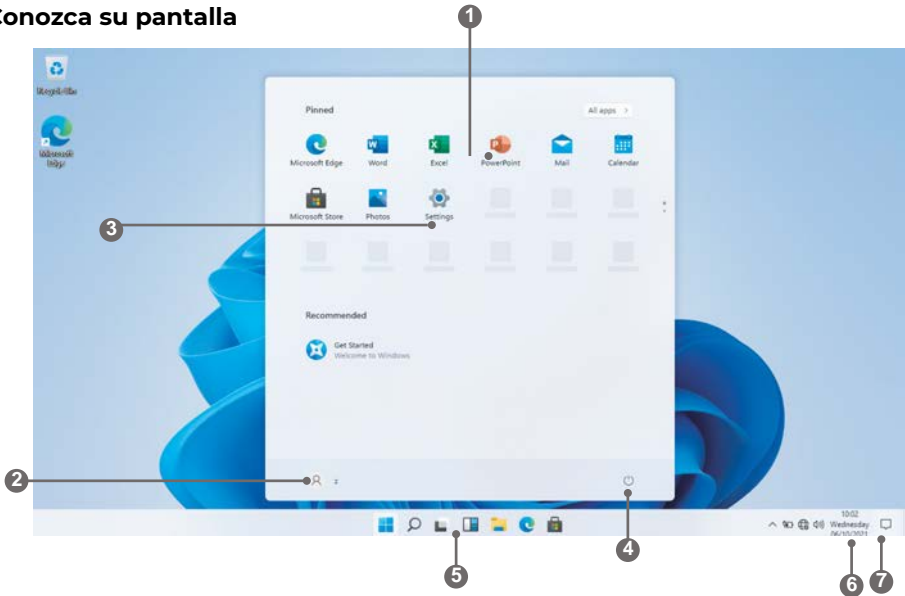 Conozca su pantalla
1
Recycle Bin
Microsoft
Edge
Pinned
All apps >
Microsoft Edge
Word
Excel
PowerPoint
Mail
Calendar
Microsoft Store
Photos
Settings
3
Recommended
Get Started
Welcome to Windows
2
z
4
5
10:02
Wednesday
06/10/2021
6
7